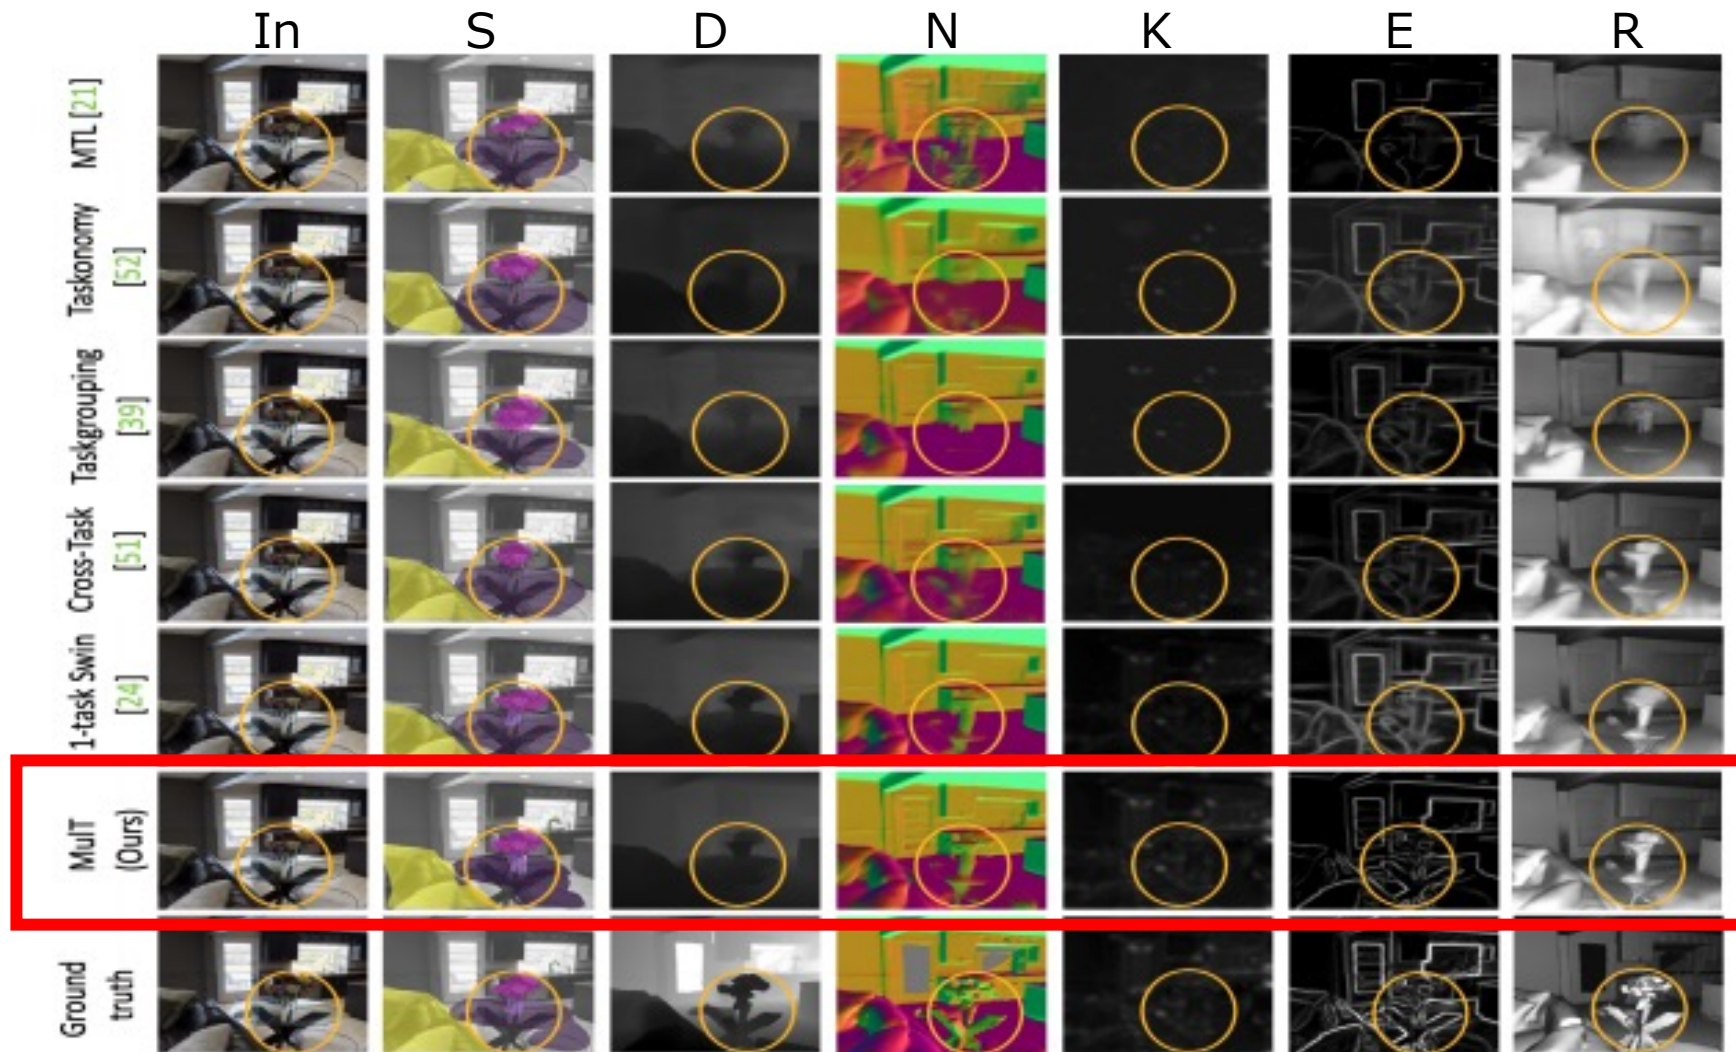 In S D N K E R
MTL [21]
Taskonomy
[52]
Taskgrouping
[39]
Cross-Task
[51]
1-task Swin
[24]
MulT
(Ours)
Ground
truth